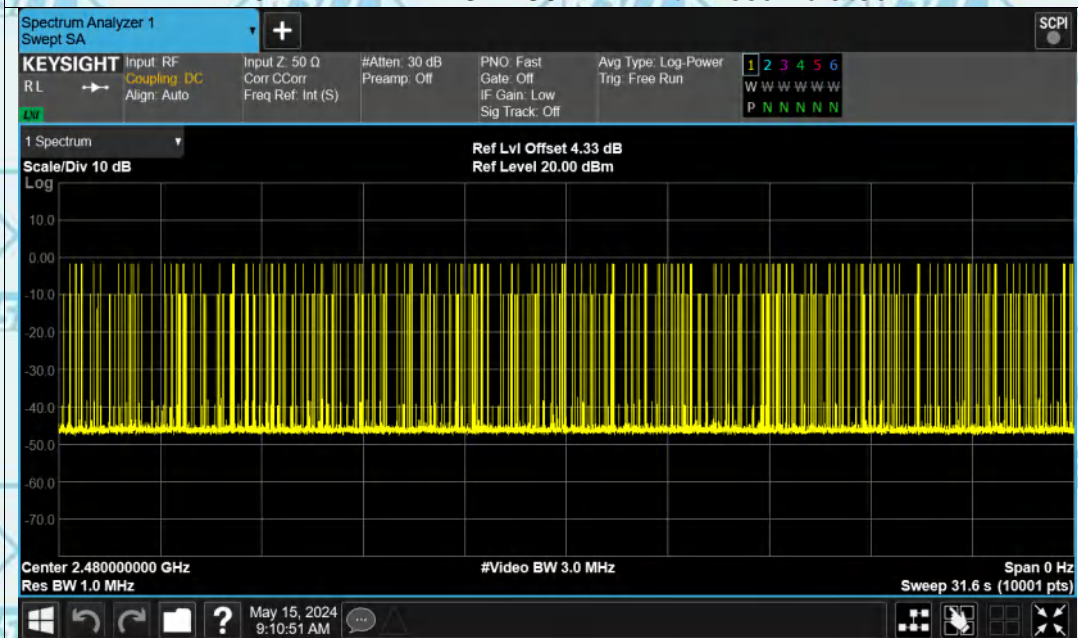 Spectrum Analyzer 1
Swept SA
SCPI
KEYSIGHT
R L
LXI
Input: RF
Coupling: DC
Align: Auto
Input Z: 50 Ω
Corr CCorr
Freq Ref: Int (S)
#Atten: 30 dB
Preamp: Off
PNO: Fast
Gate: Off
IF Gain: Low
Sig Track: Off
Avg Type: Log-Power
Trig: Free Run
1 2 3 4 5 6
W W W W W W
P N N N N N
1 Spectrum
Scale/Div 10 dB
Ref Lvl Offset 4.33 dB
Ref Level 20.00 dBm
Log
10.0
0.00
-10.0
-20.0
-30.0
-40.0
-50.0
-60.0
-70.0
Center 2.480000000 GHz
#Video BW 3.0 MHz
Span 0 Hz
Res BW 1.0 MHz
Sweep 31.6 s (10001 pts)
May 15, 2024
9:10:51 AM